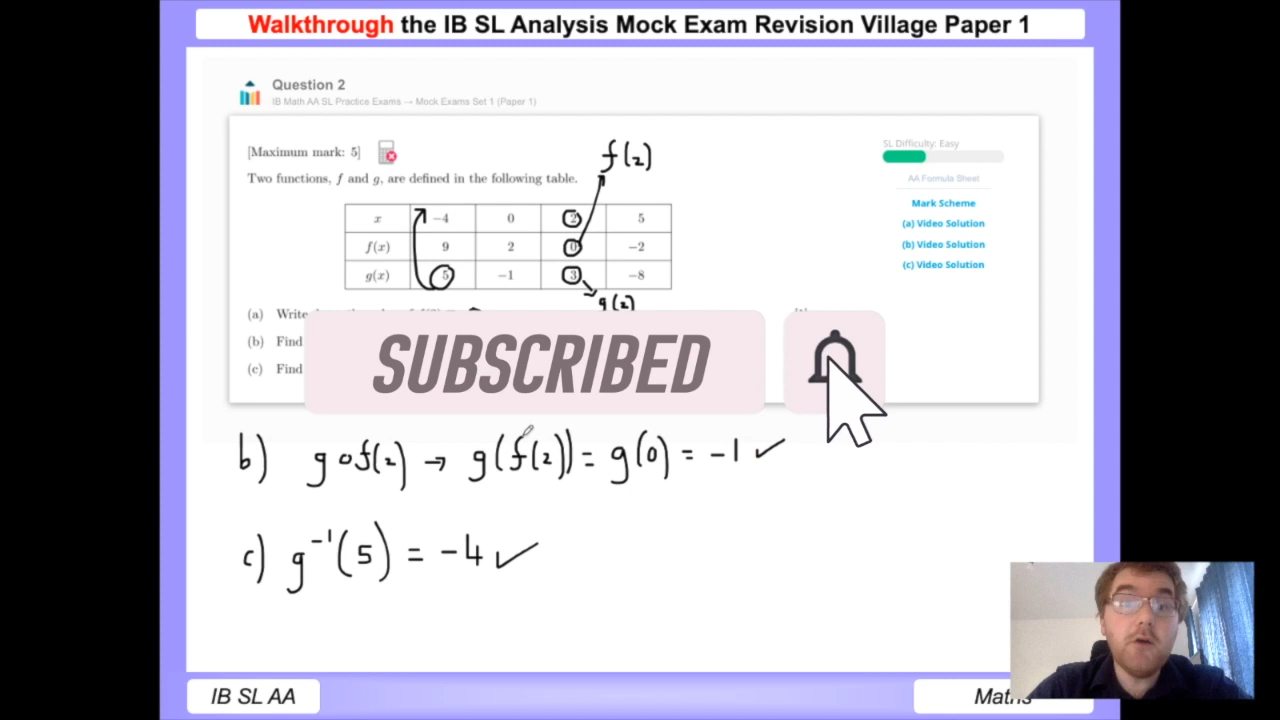 Walkthrough the IB SL Analysis Mock Exam Revision Village Paper 1
Question 2
IB Math AA SL Practice Exams → Mock Exams Set 1 (Paper 1)
[Maximum mark: 5]
SL Difficulty: Easy
f(2)
Two functions, f and g, are defined in the following table.
AA Formula Sheet
Mark Scheme
(a) Video Solution
(b) Video Solution
(c) Video Solution
x -4 0 2 5
f(x) 9 2 0 -2
g(x) 5 -1 3 -8
g(2)
(a) Write
(b) Find
(c) Find
SUBSCRIBED
b) g o f(2) → g(f(2)) = g(0) = -1 ✓
c) g⁻¹(5) = -4 ✓
IB SL AA
Maths